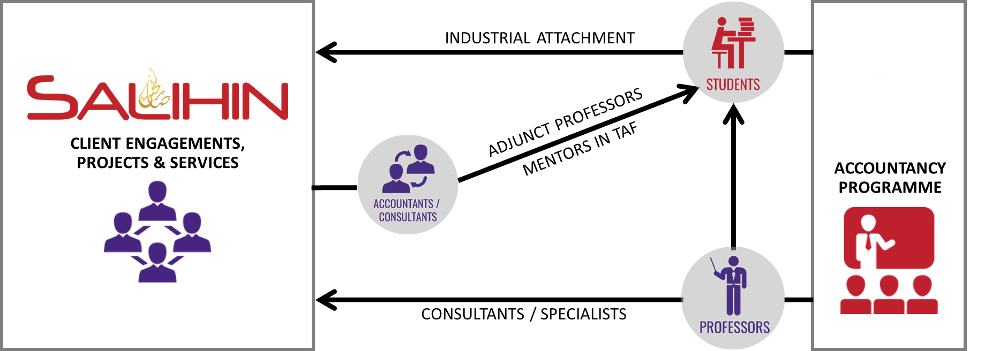 SALIHIN
CLIENT ENGAGEMENTS,
PROJECTS & SERVICES
INDUSTRIAL ATTACHMENT
STUDENTS
ADJUNCT PROFESSORS
MENTORS IN TAF
ACCOUNTANTS /
CONSULTANTS
CONSULTANTS / SPECIALISTS
PROFESSORS
ACCOUNTANCY
PROGRAMME